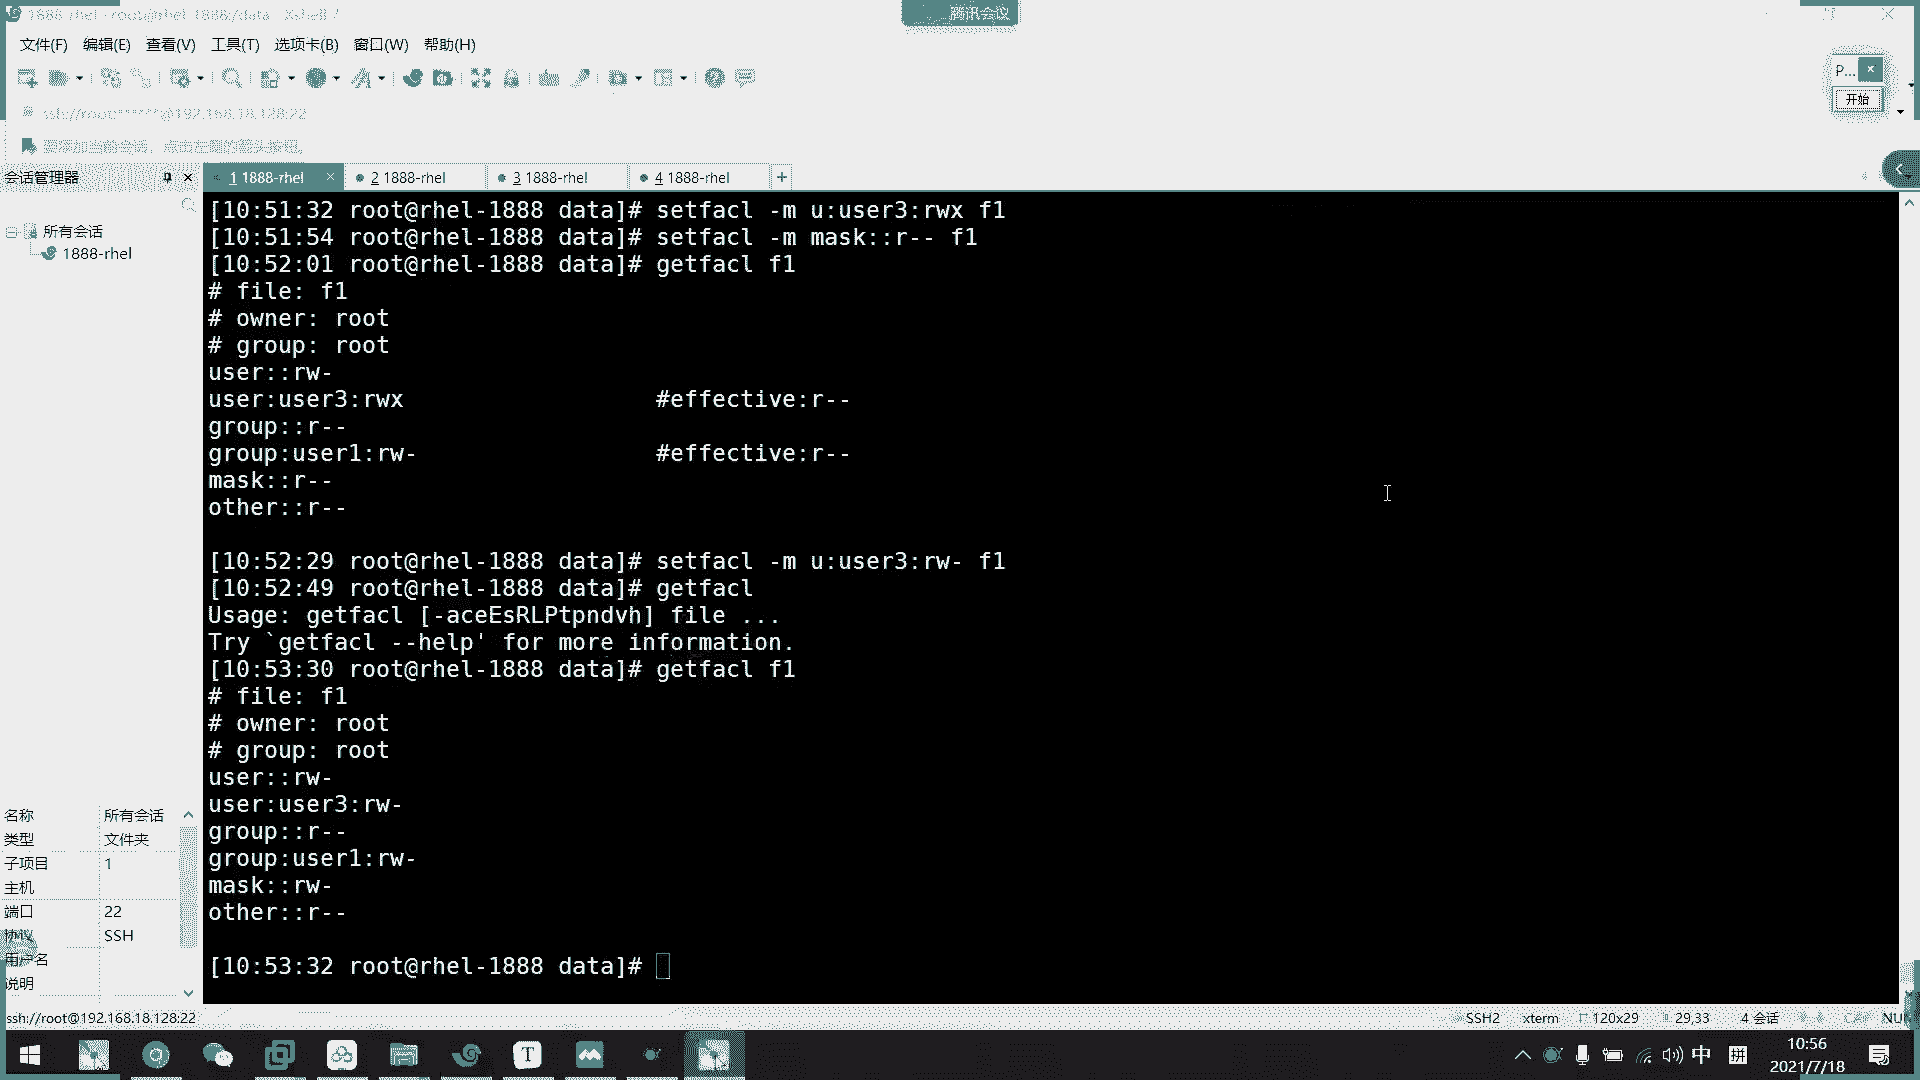 1888-rhel - root@rhel-1888:/data - Xshell 7
腾讯会议
文件(F) 编辑(E) 查看(V) 工具(T) 选项卡(B) 窗口(W) 帮助(H)
P...
开始
ssh://root:******@192.168.18.128:22
要添加当前会话，点击左侧的箭头按钮。
会话管理器
1 1888-rhel
2 1888-rhel
3 1888-rhel
4 1888-rhel
所有会话
1888-rhel
[10:51:32 root@rhel-1888 data]# setfacl -m u:user3:rwx f1
[10:51:54 root@rhel-1888 data]# setfacl -m mask::r-- f1
[10:52:01 root@rhel-1888 data]# getfacl f1
# file: f1
# owner: root
# group: root
user::rw-
user:user3:rwx #effective:r--
group::r--
group:user1:rw- #effective:r--
mask::r--
other::r--
[10:52:29 root@rhel-1888 data]# setfacl -m u:user3:rw- f1
[10:52:49 root@rhel-1888 data]# getfacl
Usage: getfacl [-aceEsRLPtpndvh] file ...
Try `getfacl --help' for more information.
[10:53:30 root@rhel-1888 data]# getfacl f1
# file: f1
# owner: root
# group: root
user::rw-
user:user3:rw-
group::r--
group:user1:rw-
mask::rw-
other::r--
[10:53:32 root@rhel-1888 data]#
名称 所有会话
类型 文件夹
子项目 1
主机
端口 22
协议 SSH
用户名
说明
ssh://root@192.168.18.128:22
SSH2 xterm 120x29 29,33 4 会话 CAP NUM
T
中
拼
10:56
2021/7/18